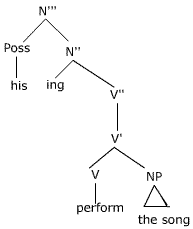 N'''
Poss N''
his ing
V''
V'
V NP
perform
the song